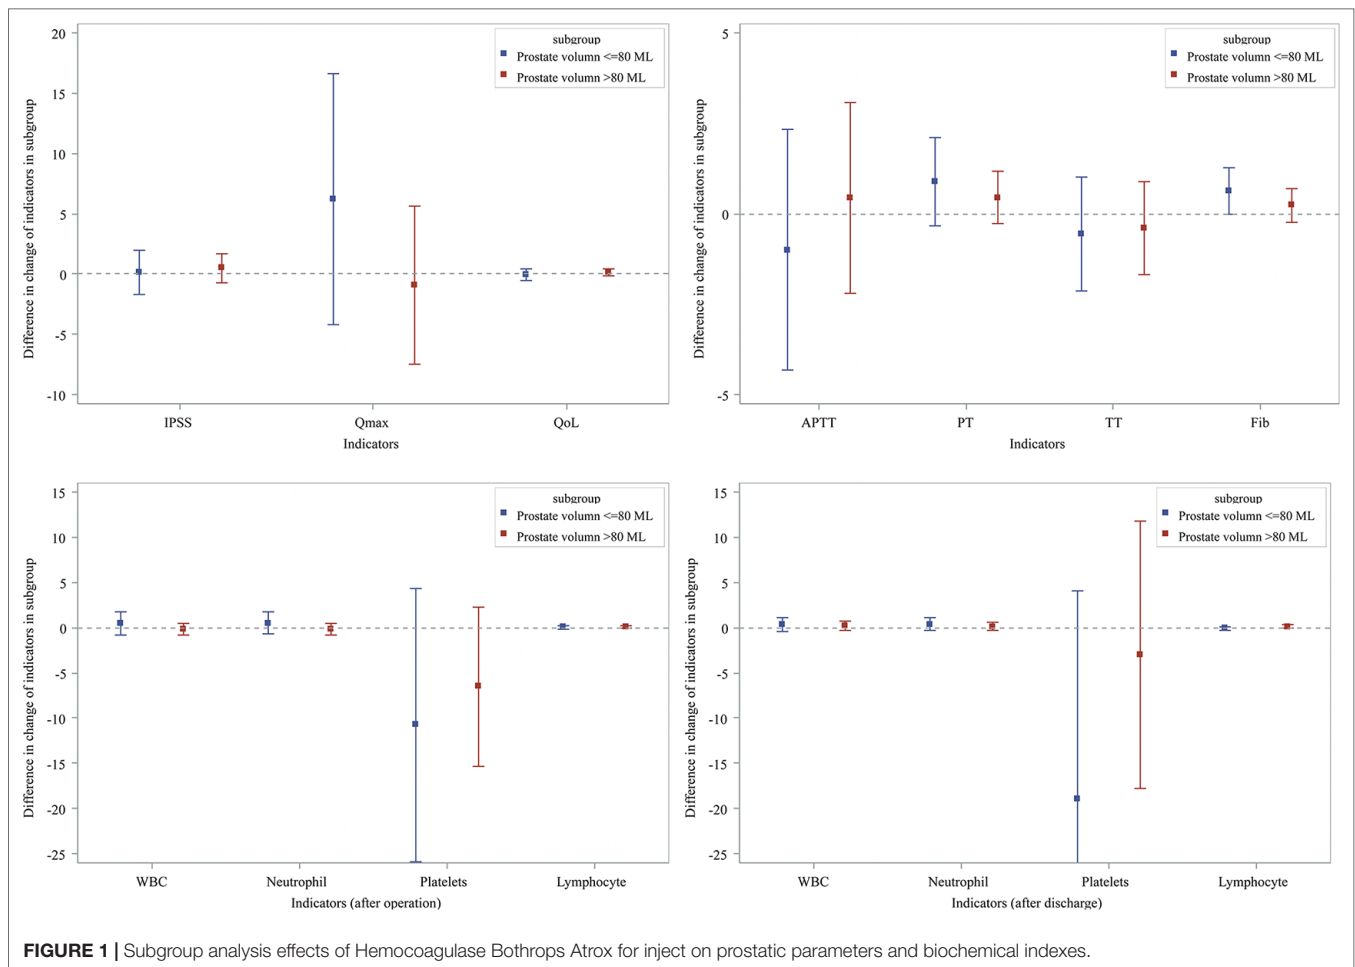 subgroup
Prostate volumn <=80 ML
Prostate volumn >80 ML
Difference in change of indicators in subgroup
20
15
10
5
0
-5
-10
IPSS
Qmax
QoL
Indicators
subgroup
Prostate volumn <=80 ML
Prostate volumn >80 ML
Difference in change of indicators in subgroup
5
0
-5
APTT
PT
TT
Fib
Indicators
subgroup
Prostate volumn <=80 ML
Prostate volumn >80 ML
Difference in change of indicators in subgroup
15
10
5
0
-5
-10
-15
-20
-25
WBC
Neutrophil
Platelets
Lymphocyte
Indicators (after operation)
subgroup
Prostate volumn <=80 ML
Prostate volumn >80 ML
Difference in change of indicators in subgroup
15
10
5
0
-5
-10
-15
-20
-25
WBC
Neutrophil
Platelets
Lymphocyte
Indicators (after discharge)
FIGURE 1 | Subgroup analysis effects of Hemocoagulase Bothrops Atrox for inject on prostatic parameters and biochemical indexes.